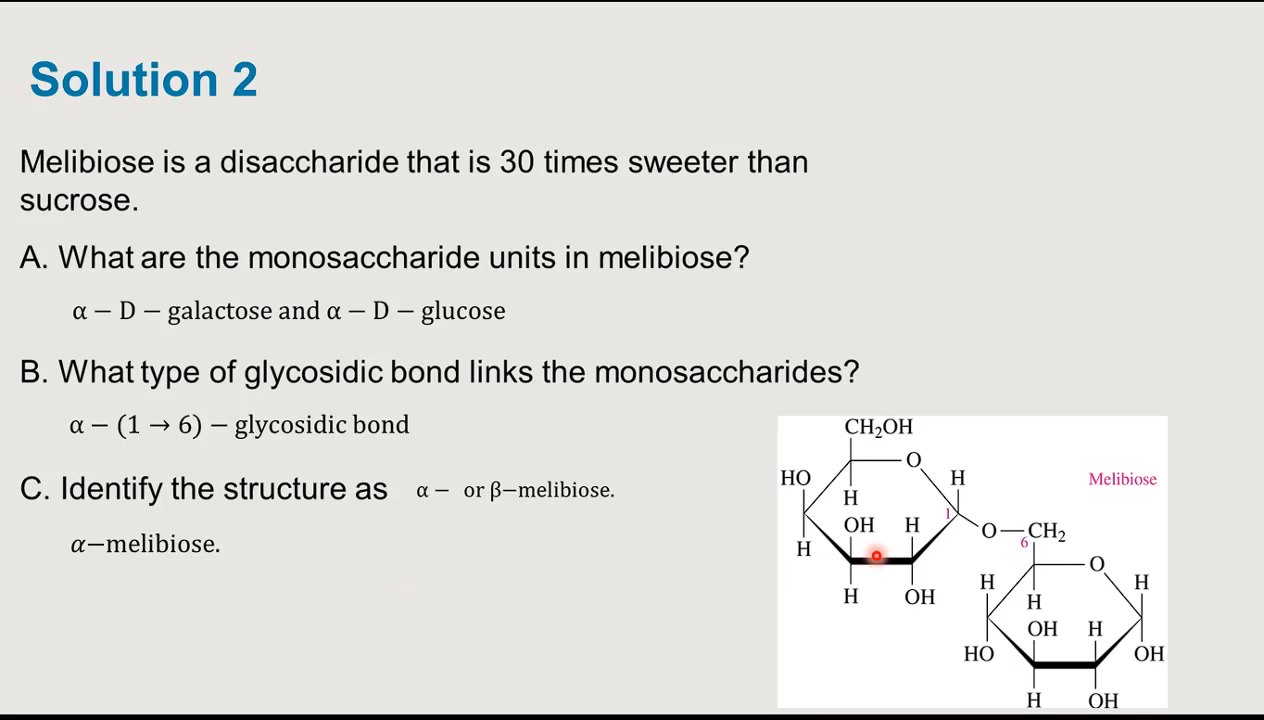 Solution 2
Melibiose is a disaccharide that is 30 times sweeter than
sucrose.
A. What are the monosaccharide units in melibiose?
α − D − galactose and α − D − glucose
B. What type of glycosidic bond links the monosaccharides?
α − (1 → 6) − glycosidic bond
C. Identify the structure as α − or β−melibiose.
α−melibiose.
CH₂OH
O
HO H
Melibiose
H
1
OH H
O—CH₂
6
H
O
H OH
H H
H
OH H
HO OH
H OH